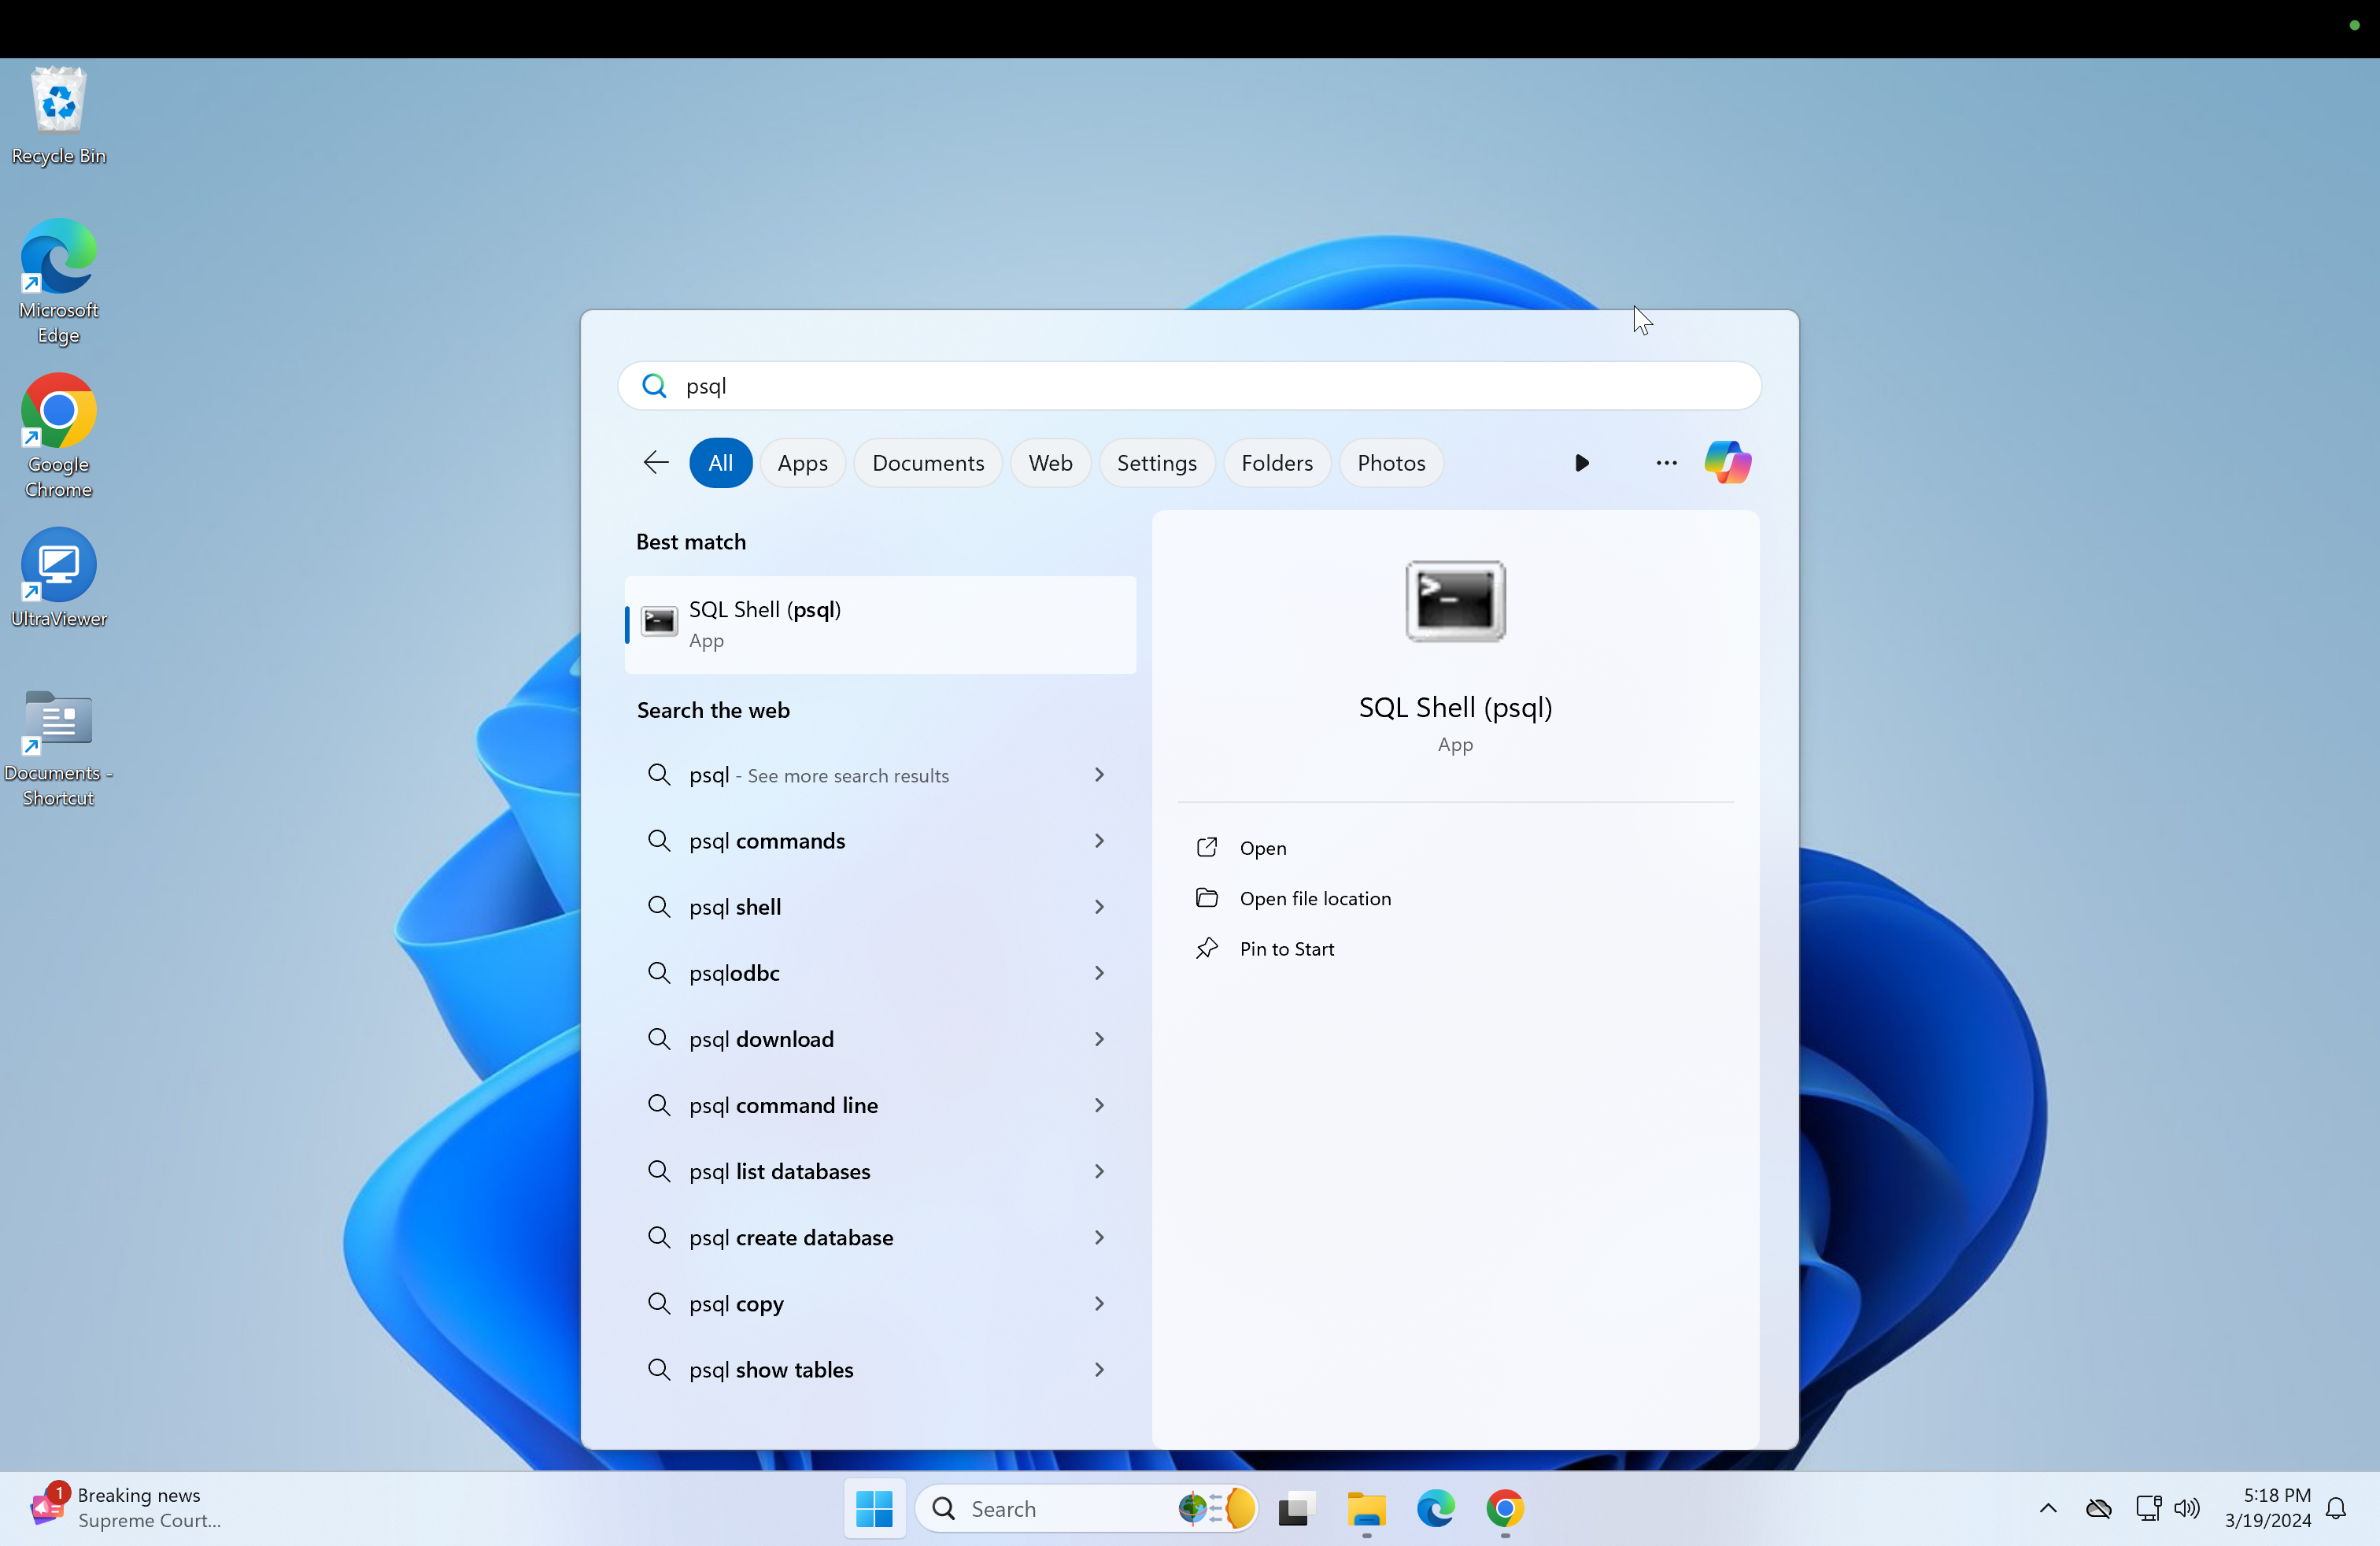 Recycle Bin
Microsoft
Edge
Google
Chrome
UltraViewer
Documents -
Shortcut
psql
All
Apps
Documents
Web
Settings
Folders
Photos
Best match
SQL Shell (psql)
App
Search the web
psql - See more search results
psql commands
psql shell
psqlodbc
psql download
psql command line
psql list databases
psql create database
psql copy
psql show tables
SQL Shell (psql)
App
Open
Open file location
Pin to Start
1
Breaking news
Supreme Court...
Search
5:18 PM
3/19/2024